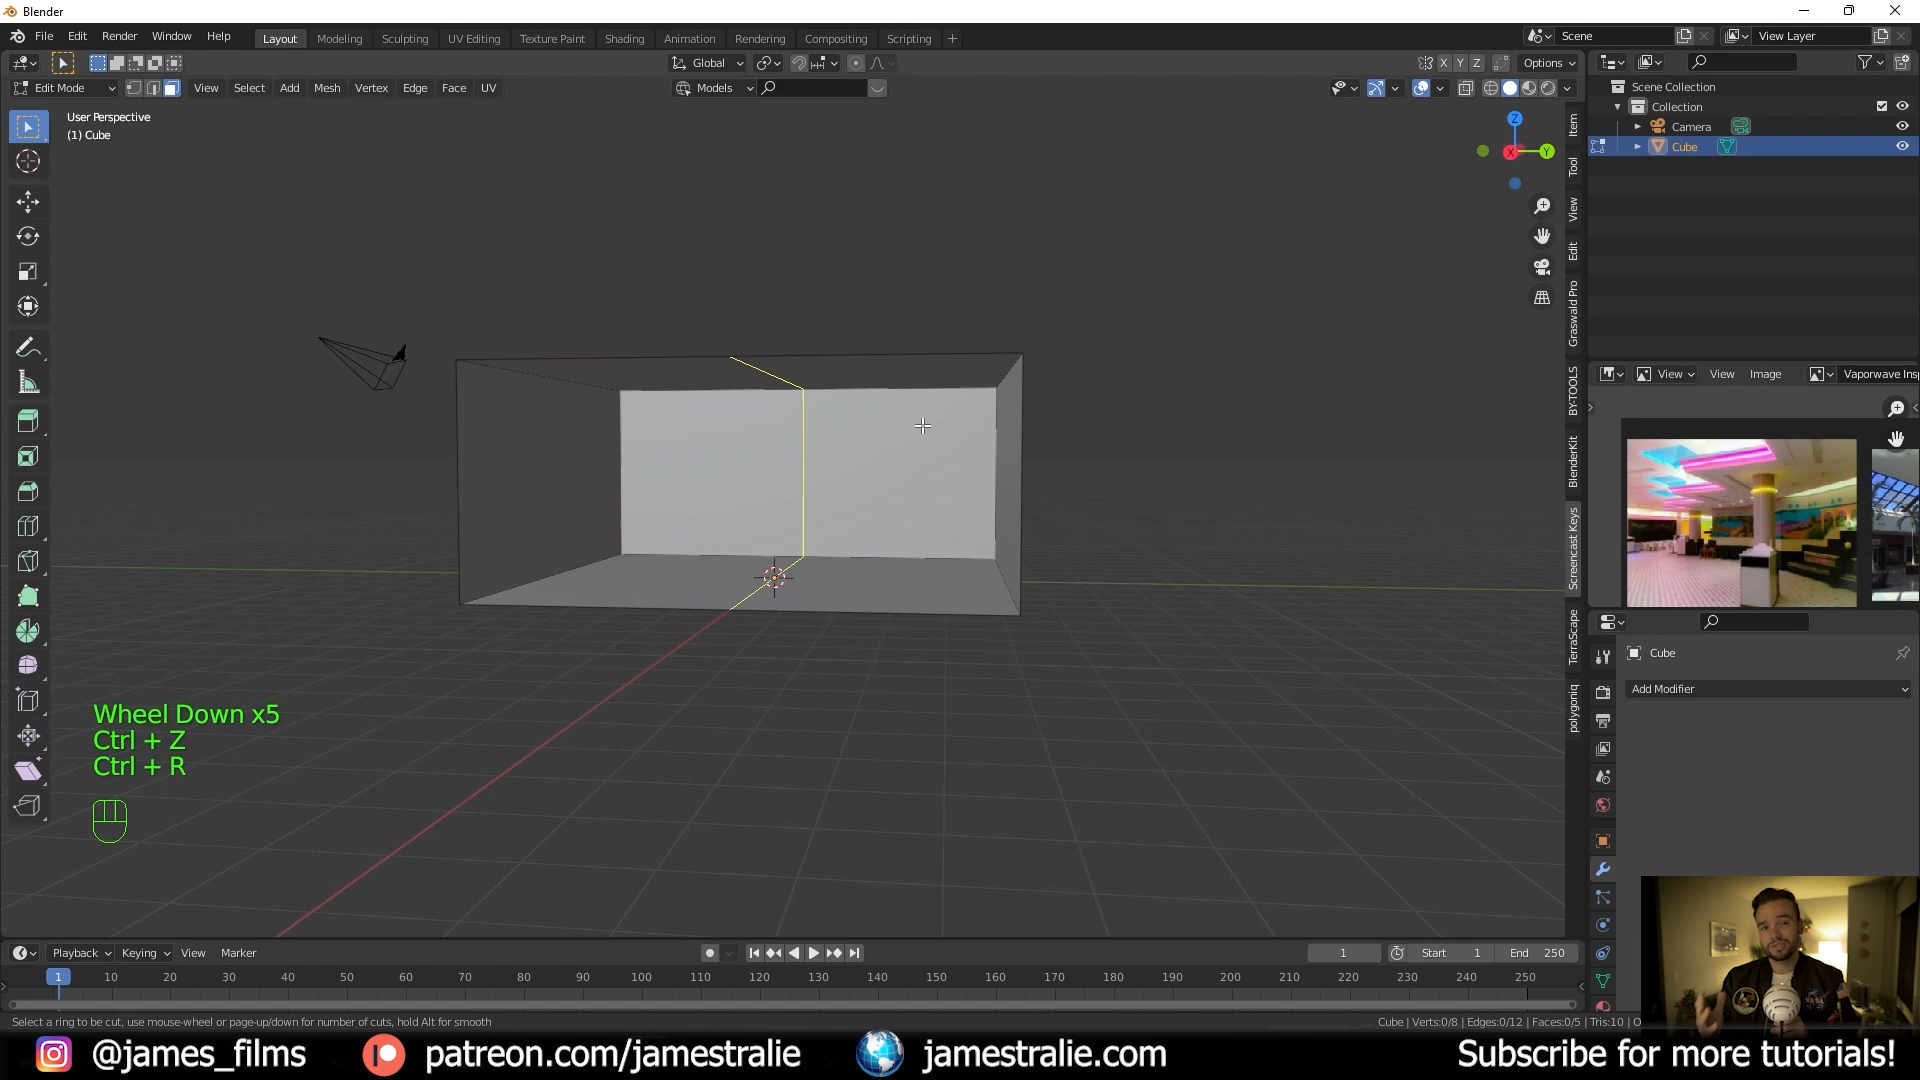 Blender
File Edit Render Window Help
Layout Modeling Sculpting UV Editing Texture Paint Shading Animation Rendering Compositing Scripting +
Scene
View Layer
Global
X Y Z
Options
Edit Mode
View Select Add Mesh Vertex Edge Face UV
Models
User Perspective
(1) Cube
Z
X
Y
Item
Tool
View
Edit
Graswald Pro
BY-TOOLS
BlenderKit
Screencast Keys
TerraScape
polygoniq
Scene Collection
Collection
Camera
Cube
View View Image Vaporwave Insp
Cube
Add Modifier
Wheel Down x5
Ctrl + Z
Ctrl + R
Playback Keying View Marker
1
Start 1
End 250
1 10 20 30 40 50 60 70 80 90 100 110 120 130 140 150 160 170 180 190 200 210 220 230 240 250
Select a ring to be cut, use mouse-wheel or page-up/down for number of cuts, hold Alt for smooth
Cube | Verts:0/8 | Edges:0/12 | Faces:0/5 | Tris:10 | O
@james_films
patreon.com/jamestralie
jamestralie.com
Subscribe for more tutorials!